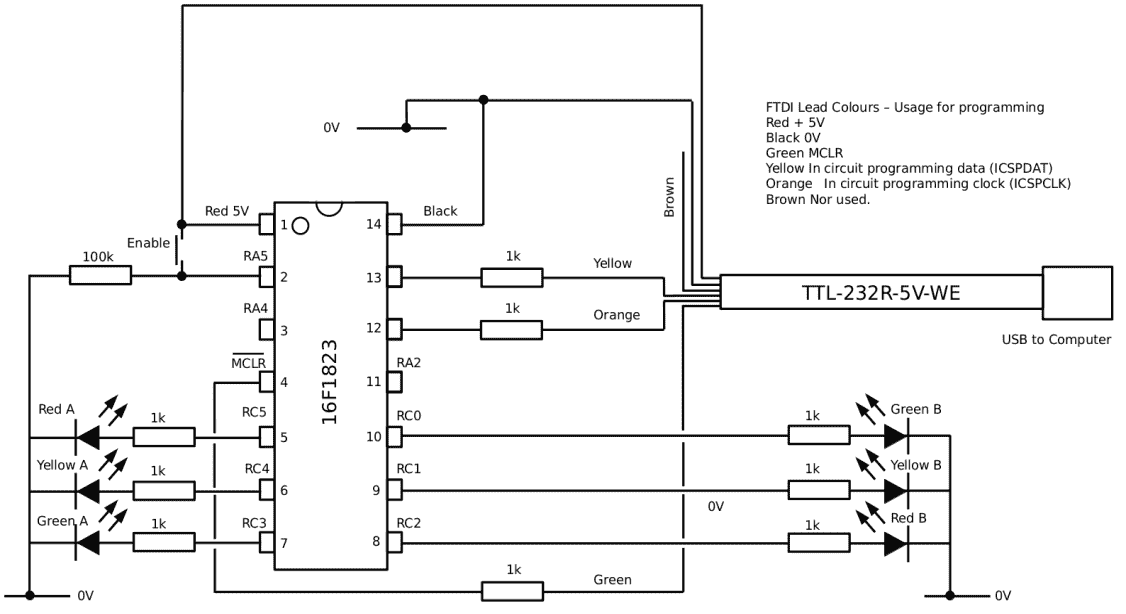 FTDI Lead Colours – Usage for programming
Red + 5V
Black 0V
Green MCLR
Yellow In circuit programming data (ICSPDAT)
Orange In circuit programming clock (ICSPCLK)
Brown Nor used.
0V
Brown
Red 5V
1
14
Black
Enable
100k
RA5
2
13
1k
Yellow
TTL-232R-5V-WE
RA4
3
12
1k
Orange
USB to Computer
16F1823
MCLR
4
11
RA2
Red A
1k
RC5
5
10
RC0
1k
Green B
Yellow A
1k
RC4
6
9
RC1
0V
1k
Yellow B
Green A
1k
RC3
7
8
RC2
1k
Red B
1k
Green
0V
0V